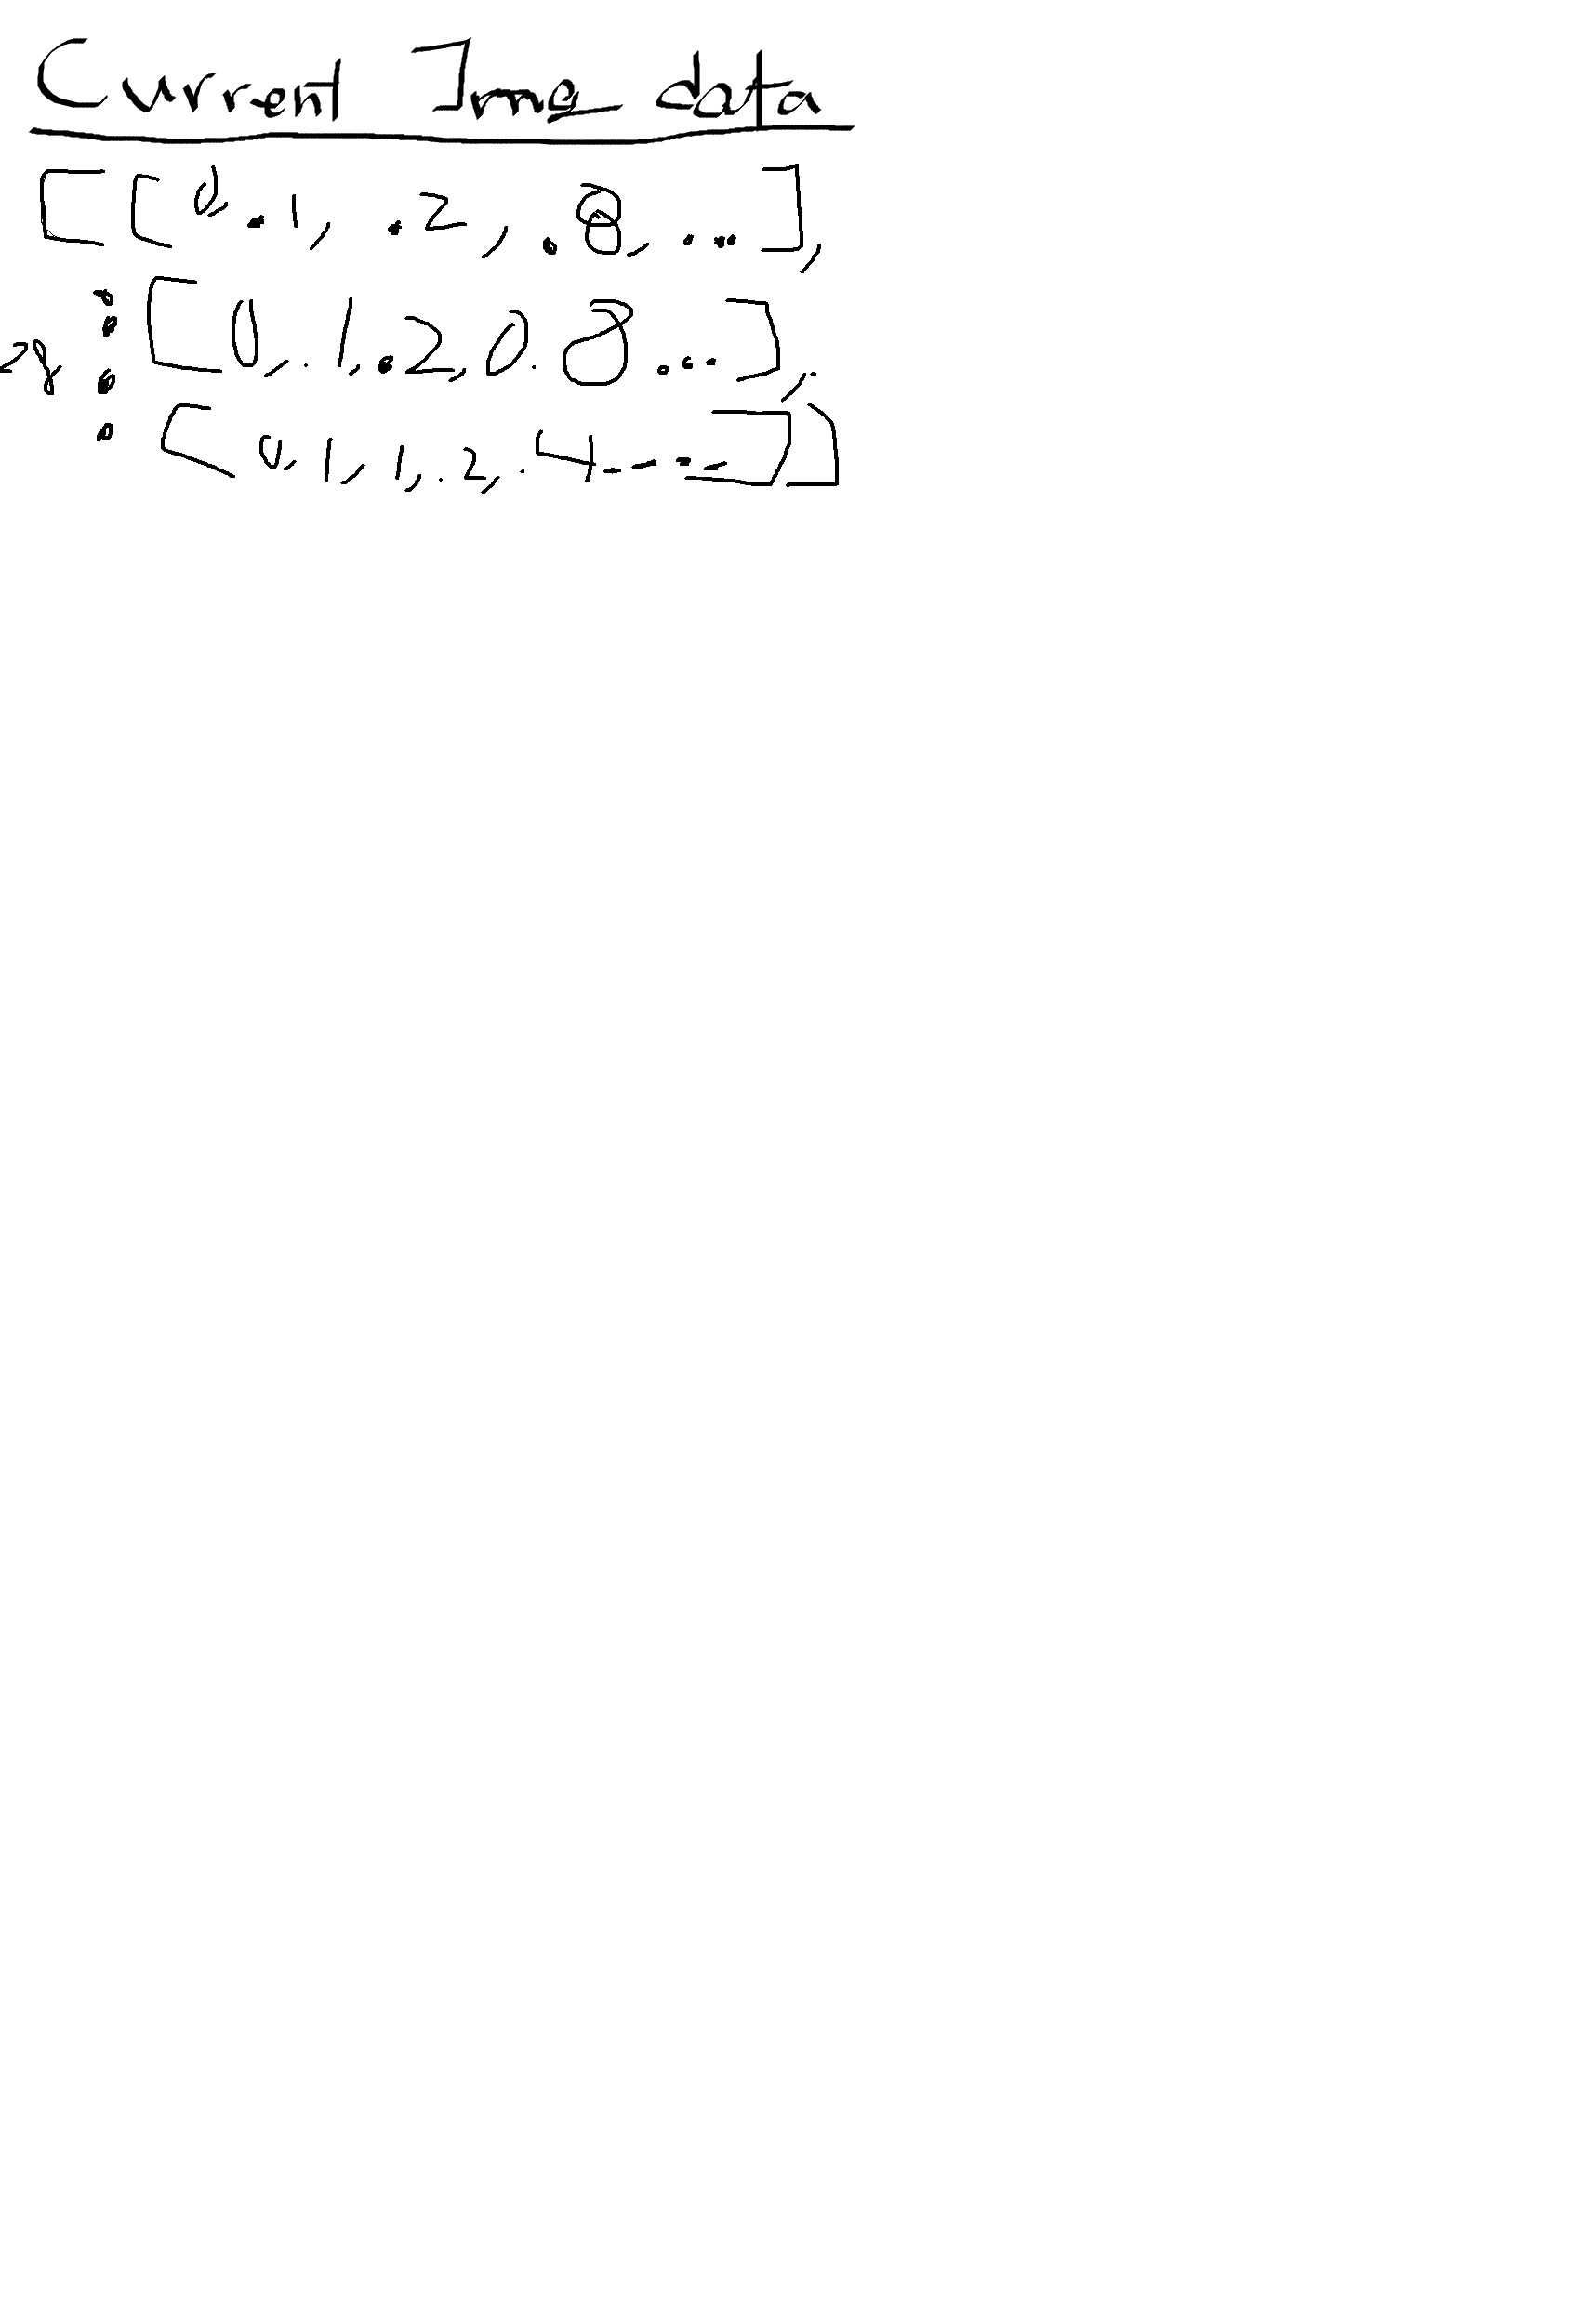 Current Img data
[[0, .1, .2, .8, ...],
28 : : [0, .1, .2, 0.8 ...],
[0, 1, 1, .2, .4 ....]]